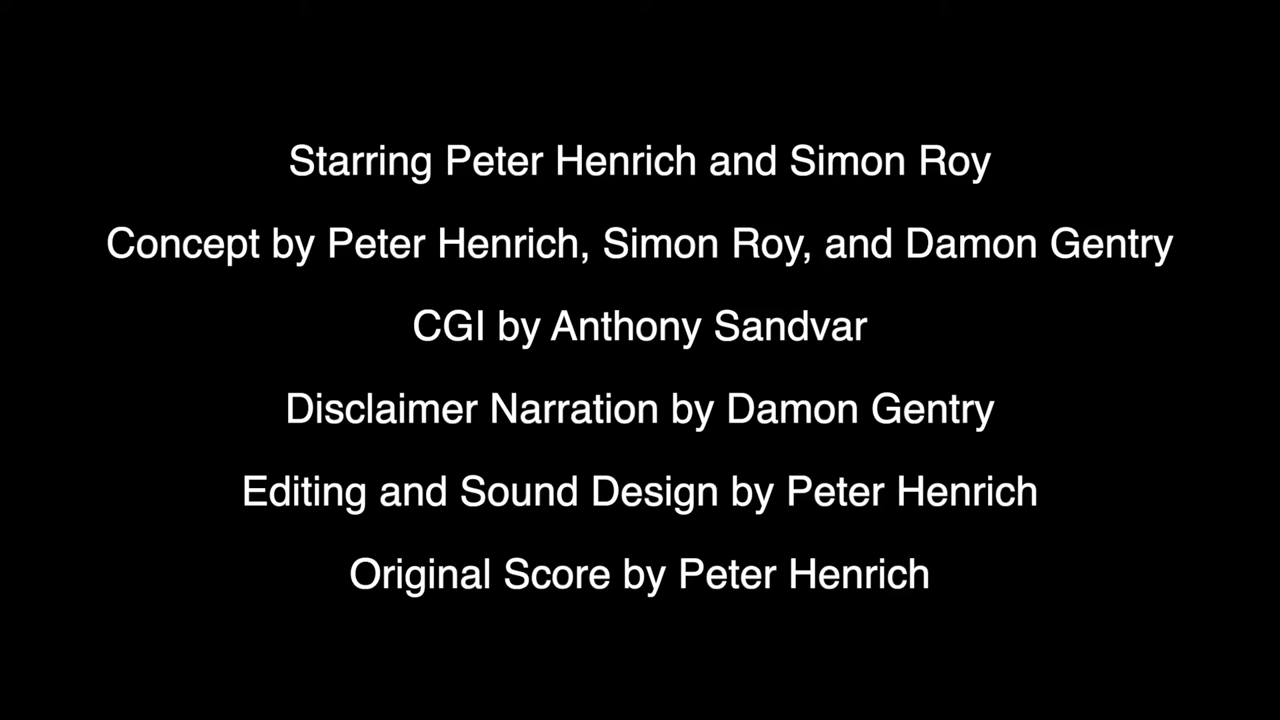 Starring Peter Henrich and Simon Roy
Concept by Peter Henrich, Simon Roy, and Damon Gentry
CGI by Anthony Sandvar
Disclaimer Narration by Damon Gentry
Editing and Sound Design by Peter Henrich
Original Score by Peter Henrich